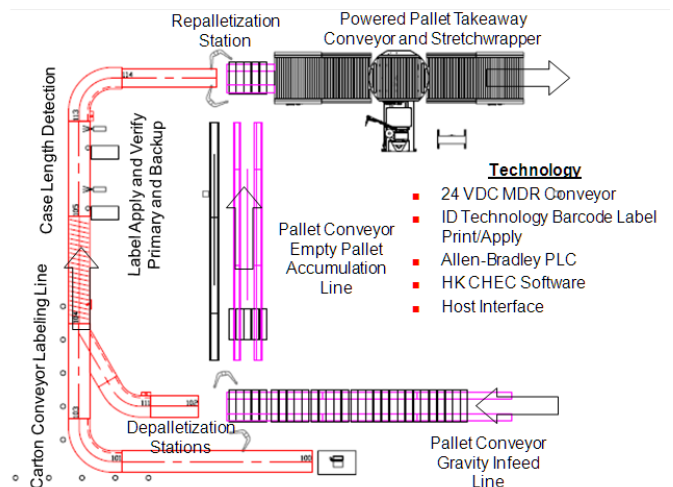 Repalletization
Station
Powered Pallet Takeaway
Conveyor and Stretchwrapper
114
113
Case Length Detection
Label Apply and Verify
Primary and Backup
105
Technology
24 VDC MDR Conveyor
ID Technology Barcode Label
Print/Apply
Allen-Bradley PLC
HK CHEC Software
Host Interface
Pallet Conveyor
Empty Pallet
Accumulation
Line
Carton Conveyor Labeling Line
104
103
111
102
Depalletization
Stations
101
100
Pallet Conveyor
Gravity Infeed
Line